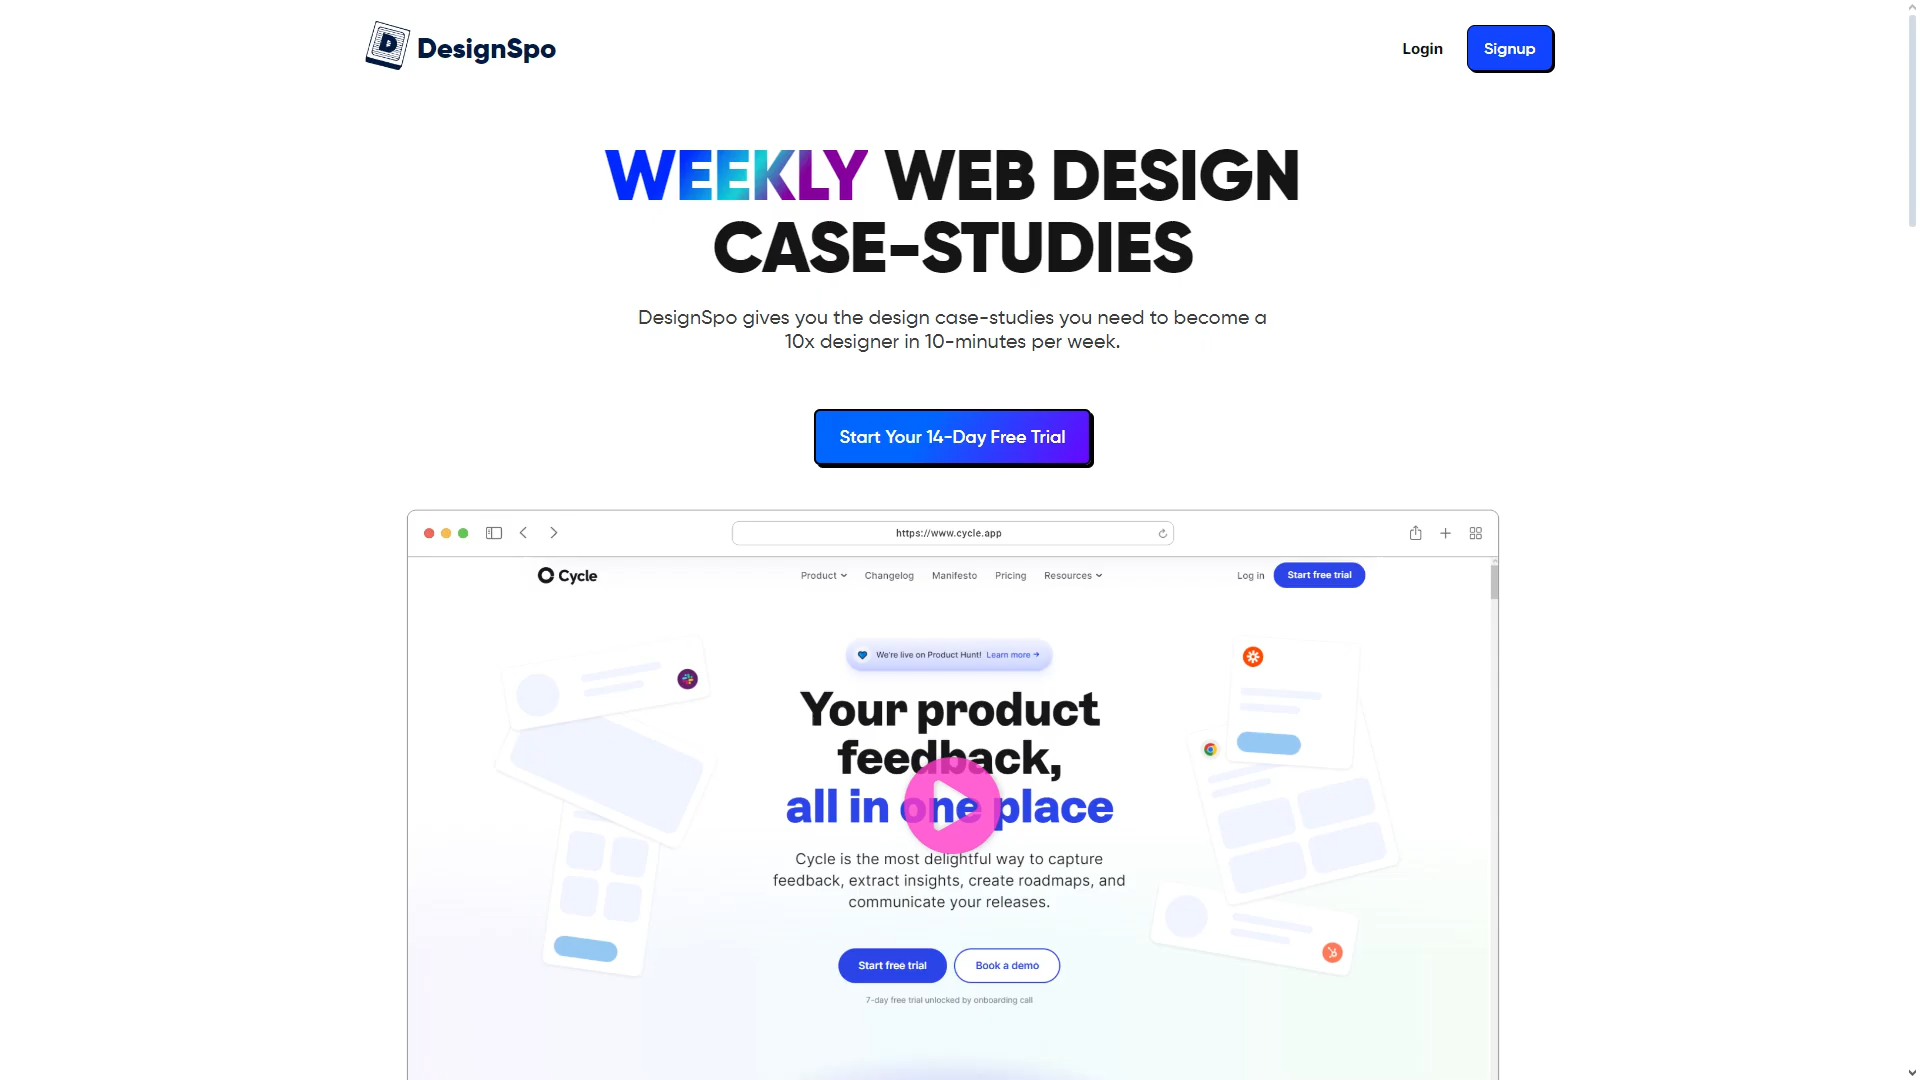 DesignSpo
Login
Signup
WEEKLY WEB DESIGN
CASE-STUDIES
DesignSpo gives you the design case-studies you need to become a
10x designer in 10-minutes per week.
Start Your 14-Day Free Trial
https://www.cycle.app
Cycle
Product
Changelog
Manifesto
Pricing
Resources
Log in
Start free trial
We're live on Product Hunt! Learn more →
Your product
feedback,
all in one place
Cycle is the most delightful way to capture
feedback, extract insights, create roadmaps, and
communicate your releases.
Start free trial
Book a demo
7-day free trial unlocked by onboarding call